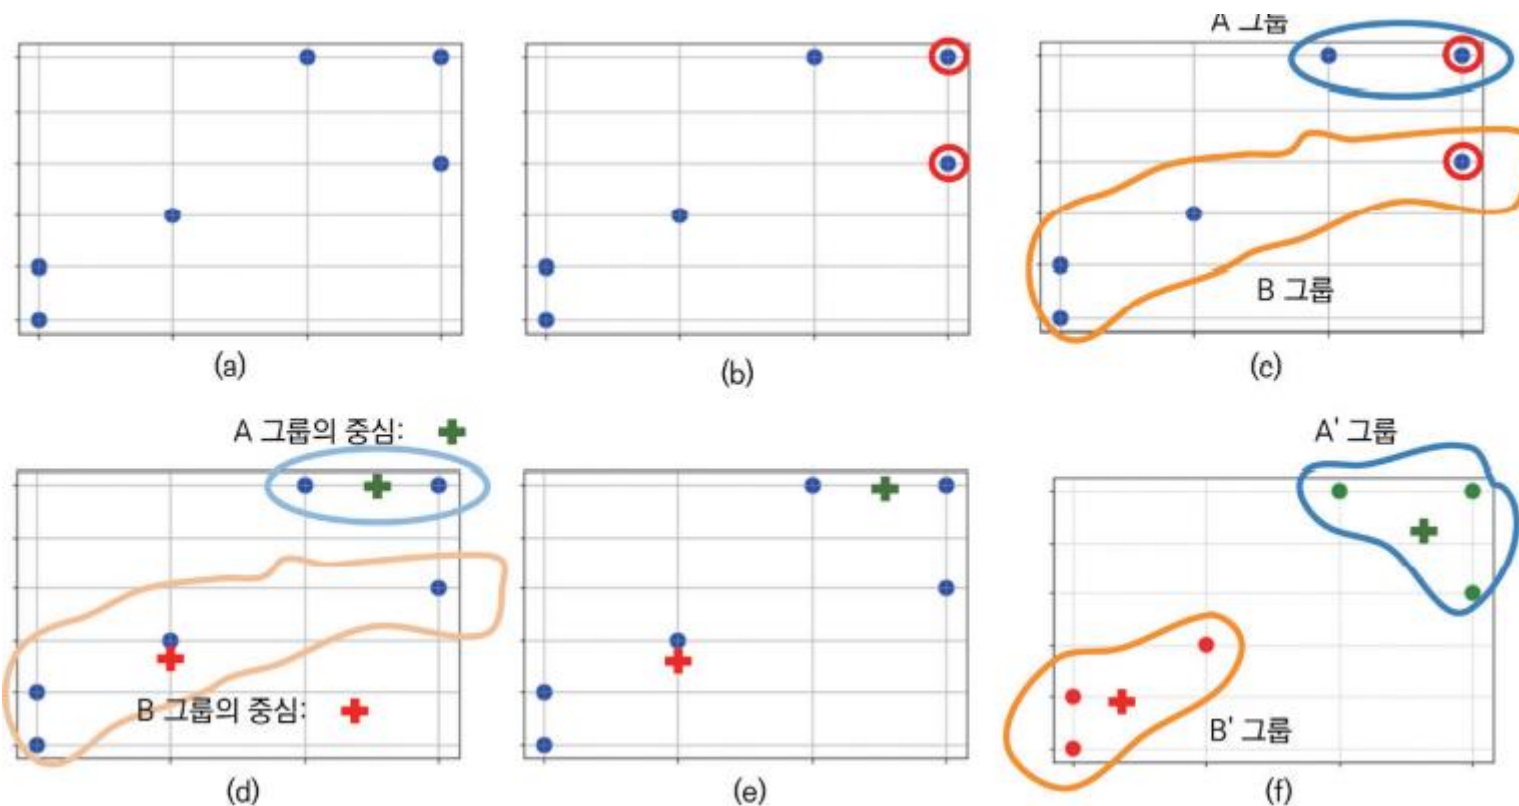 A 그룹
B 그룹
(a)
(b)
(c)
A 그룹의 중심:
B 그룹의 중심:
A' 그룹
B' 그룹
(d)
(e)
(f)